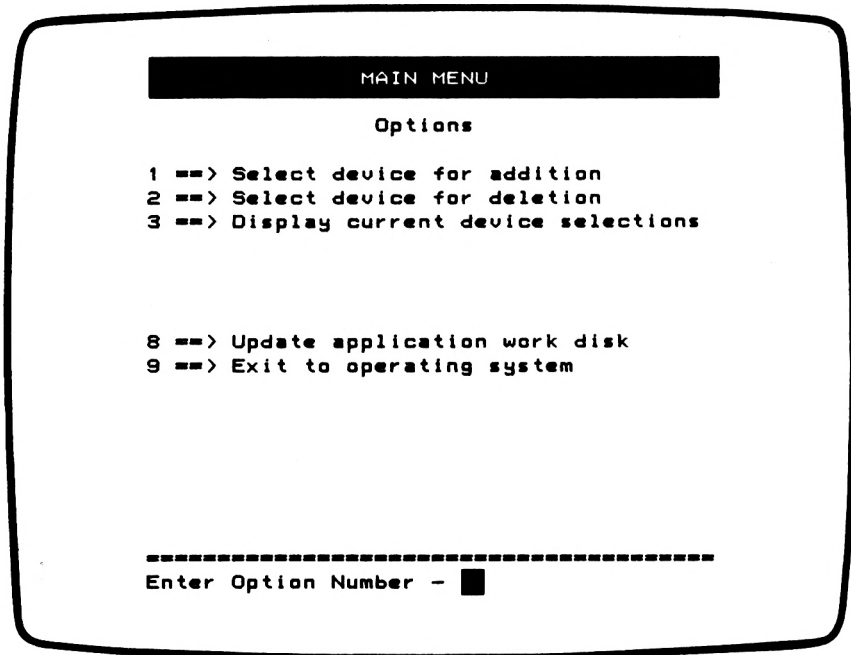 MAIN MENU
Options
1 ==> Select device for addition
2 ==> Select device for deletion
3 ==> Display current device selections
8 ==> Update application work disk
9 ==> Exit to operating system
========================================
Enter Option Number -